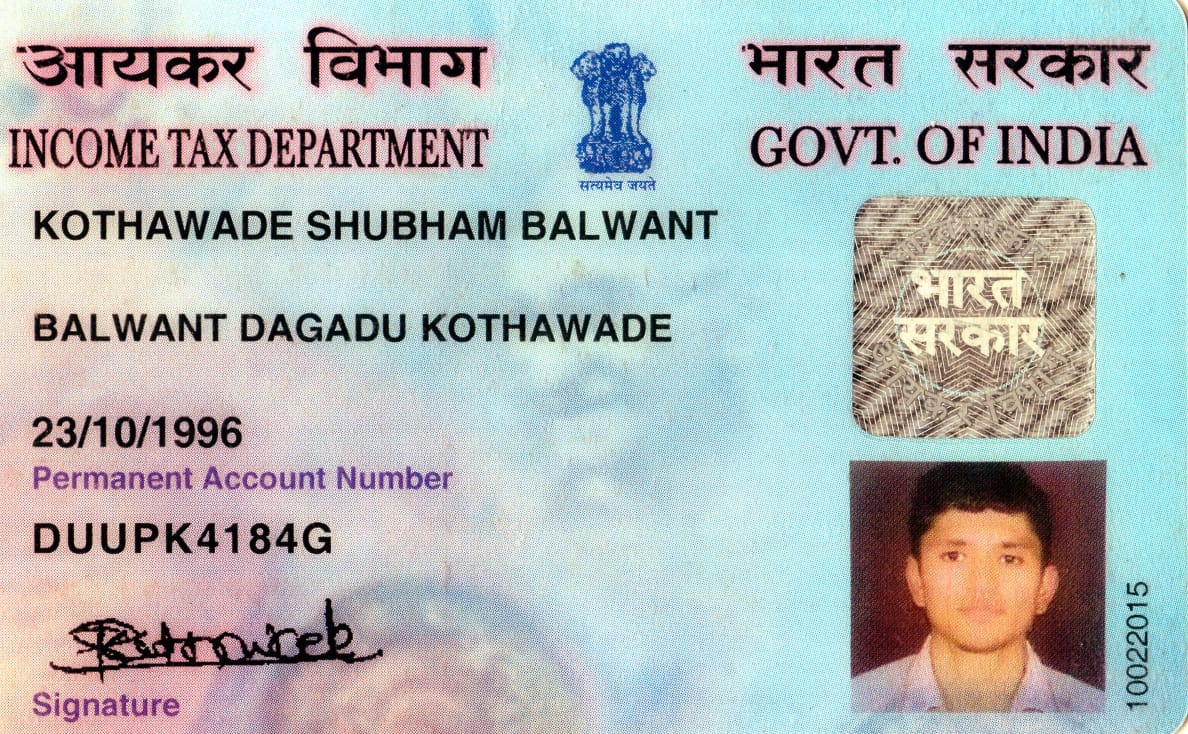 आयकर विभाग भारत सरकार
INCOME TAX DEPARTMENT GOVT. OF INDIA
सत्यमेव जयते
KOTHAWADE SHUBHAM BALWANT
भारत
सरकार
BALWANT DAGADU KOTHAWADE
23/10/1996
Permanent Account Number
DUUPK4184G
Signature
10022015